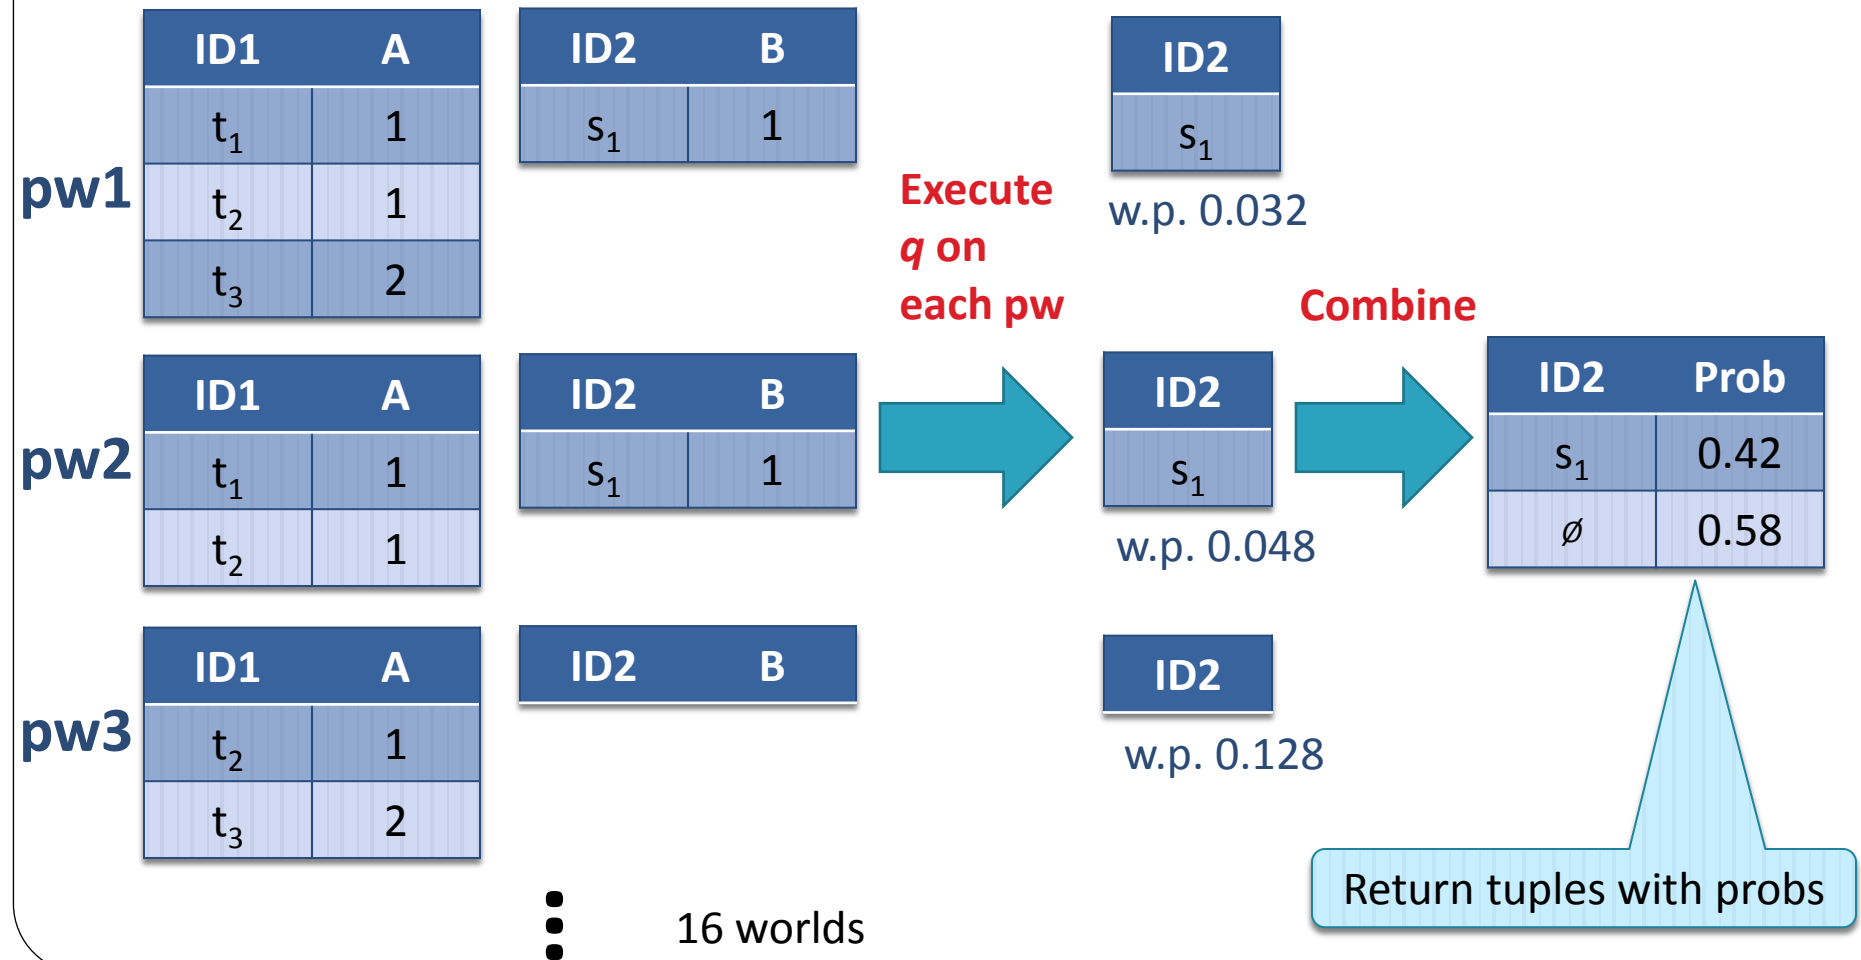 pw1
ID1 A
t₁ 1
t₂ 1
t₃ 2
ID2 B
s₁ 1
Execute
q on
each pw
ID2
s₁
w.p. 0.032
pw2
ID1 A
t₁ 1
t₂ 1
ID2 B
s₁ 1
ID2
s₁
w.p. 0.048
Combine
ID2 Prob
s₁ 0.42
ø 0.58
pw3
ID1 A
t₂ 1
t₃ 2
ID2 B
ID2
w.p. 0.128
Return tuples with probs
16 worlds